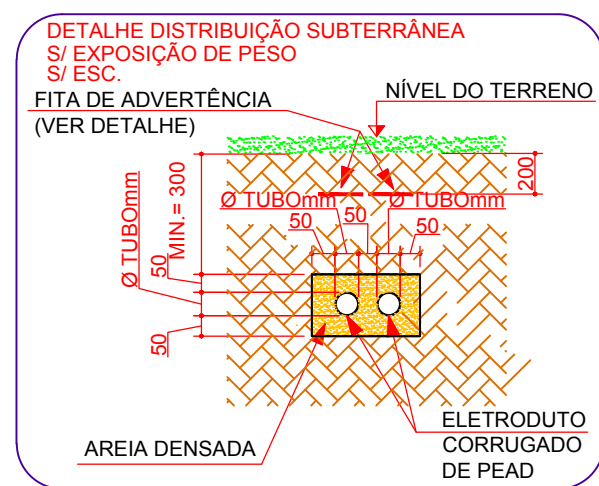 DETALHE DISTRIBUIÇÃO SUBTERRÂNEA
S/ EXPOSIÇÃO DE PESO
S/ ESC.
FITA DE ADVERTÊNCIA
(VER DETALHE)
NÍVEL DO TERRENO
200
MIN.= 300
Ø TUBOmm
Ø TUBOmm
50
50
50
Ø TUBOmm
50
50
AREIA DENSADA
ELETRODUTO
CORRUGADO
DE PEAD